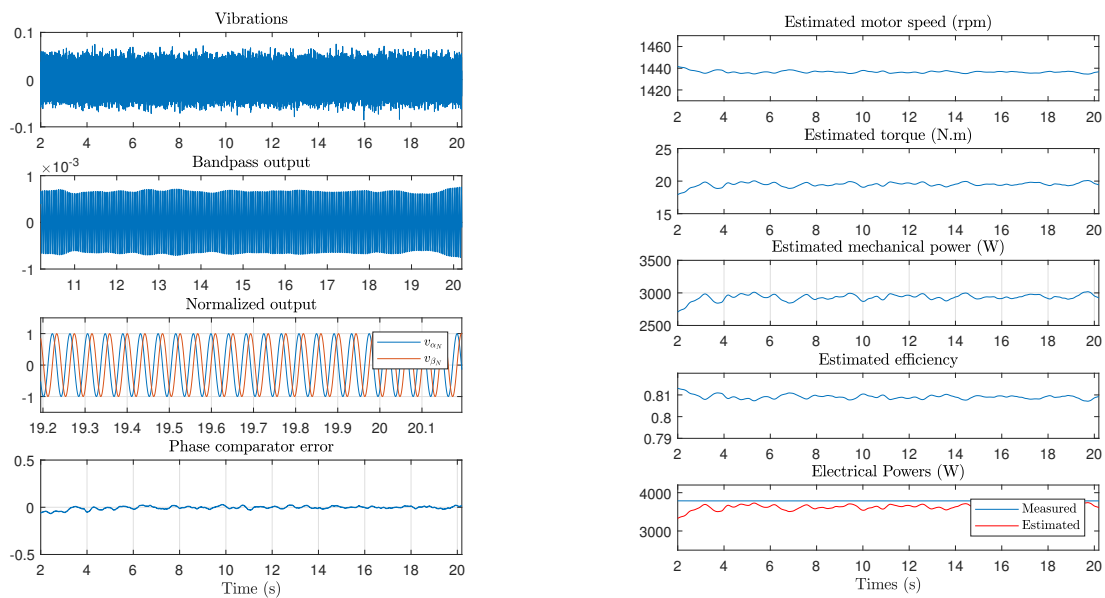 Vibrations
0.1
0
-0.1
2 4 6 8 10 12 14 16 18 20
Bandpass output
×10-3
1
0
-1
11 12 13 14 15 16 17 18 19 20
Normalized output
1
0
-1
vαN
vβN
19.2 19.3 19.4 19.5 19.6 19.7 19.8 19.9 20 20.1
Phase comparator error
0.5
0
-0.5
2 4 6 8 10 12 14 16 18 20
Time (s)
Estimated motor speed (rpm)
1460
1440
1420
2 4 6 8 10 12 14 16 18 20
Estimated torque (N.m)
25
20
15
2 4 6 8 10 12 14 16 18 20
Estimated mechanical power (W)
3500
3000
2500
2 4 6 8 10 12 14 16 18 20
Estimated efficiency
0.81
0.8
0.79
2 4 6 8 10 12 14 16 18 20
Electrical Powers (W)
4000
3000
Measured
Estimated
2 4 6 8 10 12 14 16 18 20
Times (s)